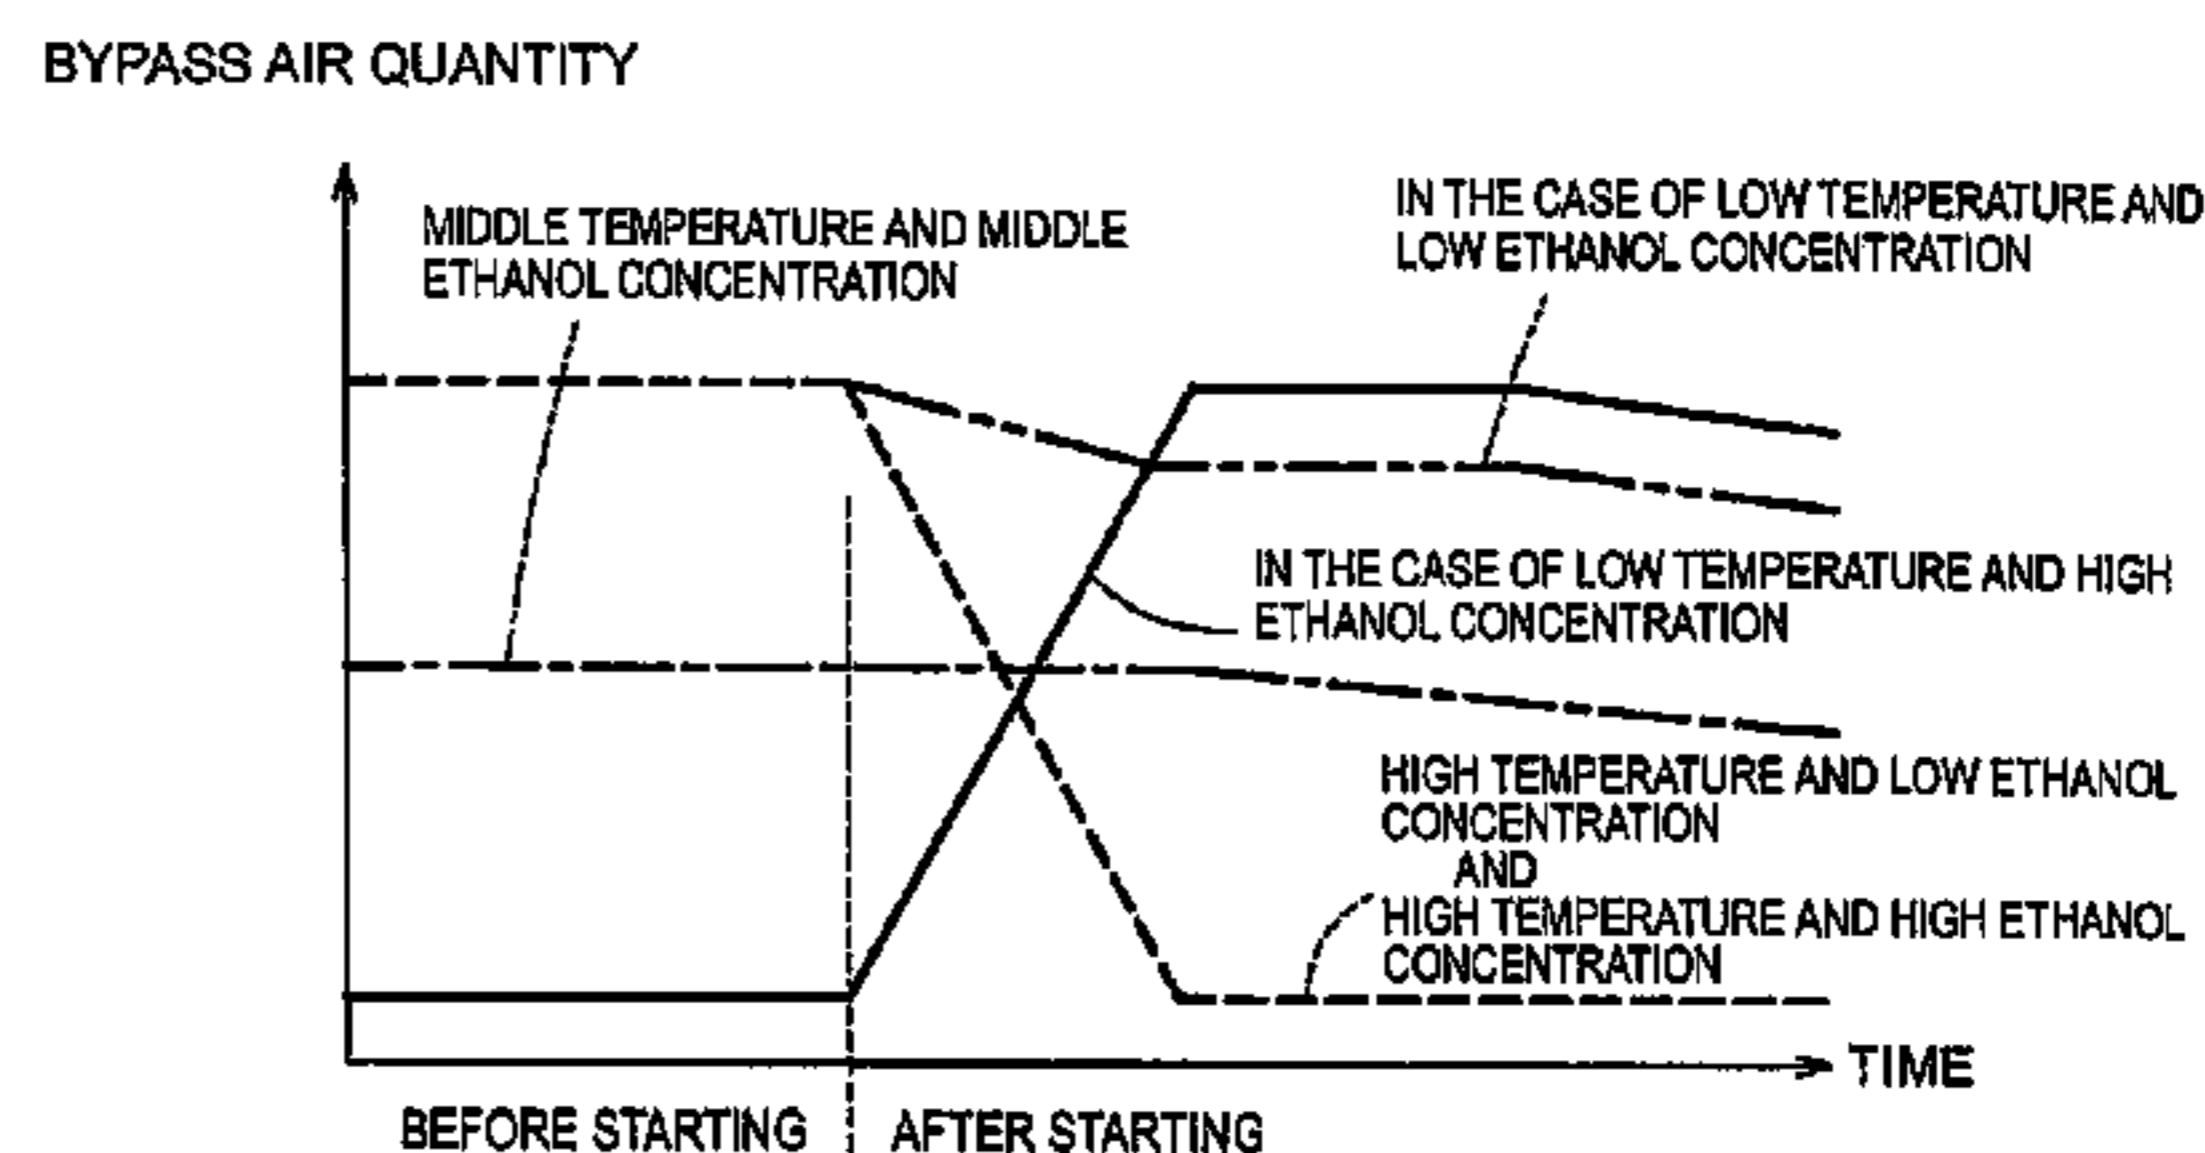 BYPASS AIR QUANTITY
MIDDLE TEMPERATURE AND MIDDLE
ETHANOL CONCENTRATION
IN THE CASE OF LOW TEMPERATURE AND
LOW ETHANOL CONCENTRATION
IN THE CASE OF LOW TEMPERATURE AND HIGH
ETHANOL CONCENTRATION
HIGH TEMPERATURE AND LOW ETHANOL
CONCENTRATION
AND
HIGH TEMPERATURE AND HIGH ETHANOL
CONCENTRATION
TIME
BEFORE STARTING
AFTER STARTING